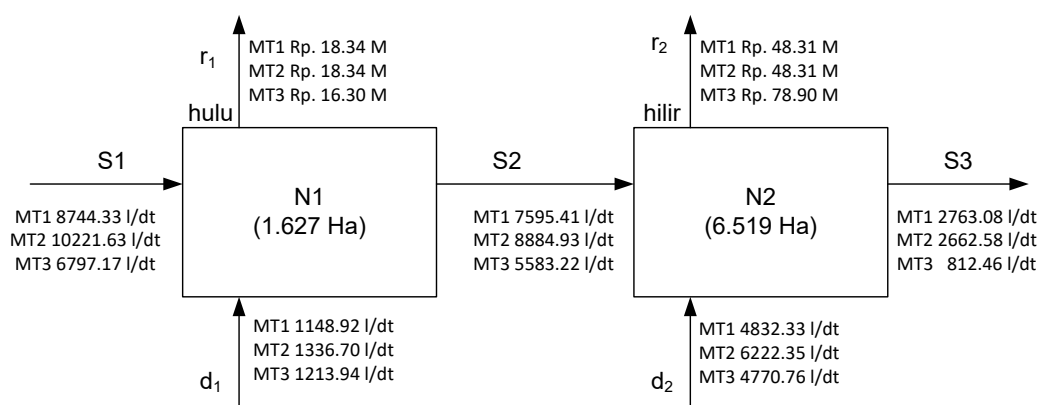 r1
MT1 Rp. 18.34 M
MT2 Rp. 18.34 M
MT3 Rp. 16.30 M
hulu
r2
MT1 Rp. 48.31 M
MT2 Rp. 48.31 M
MT3 Rp. 78.90 M
hilir
S1
MT1 8744.33 l/dt
MT2 10221.63 l/dt
MT3 6797.17 l/dt
N1
(1.627 Ha)
S2
MT1 7595.41 l/dt
MT2 8884.93 l/dt
MT3 5583.22 l/dt
N2
(6.519 Ha)
S3
MT1 2763.08 l/dt
MT2 2662.58 l/dt
MT3 812.46 l/dt
MT1 1148.92 l/dt
MT2 1336.70 l/dt
MT3 1213.94 l/dt
d1
MT1 4832.33 l/dt
MT2 6222.35 l/dt
MT3 4770.76 l/dt
d2